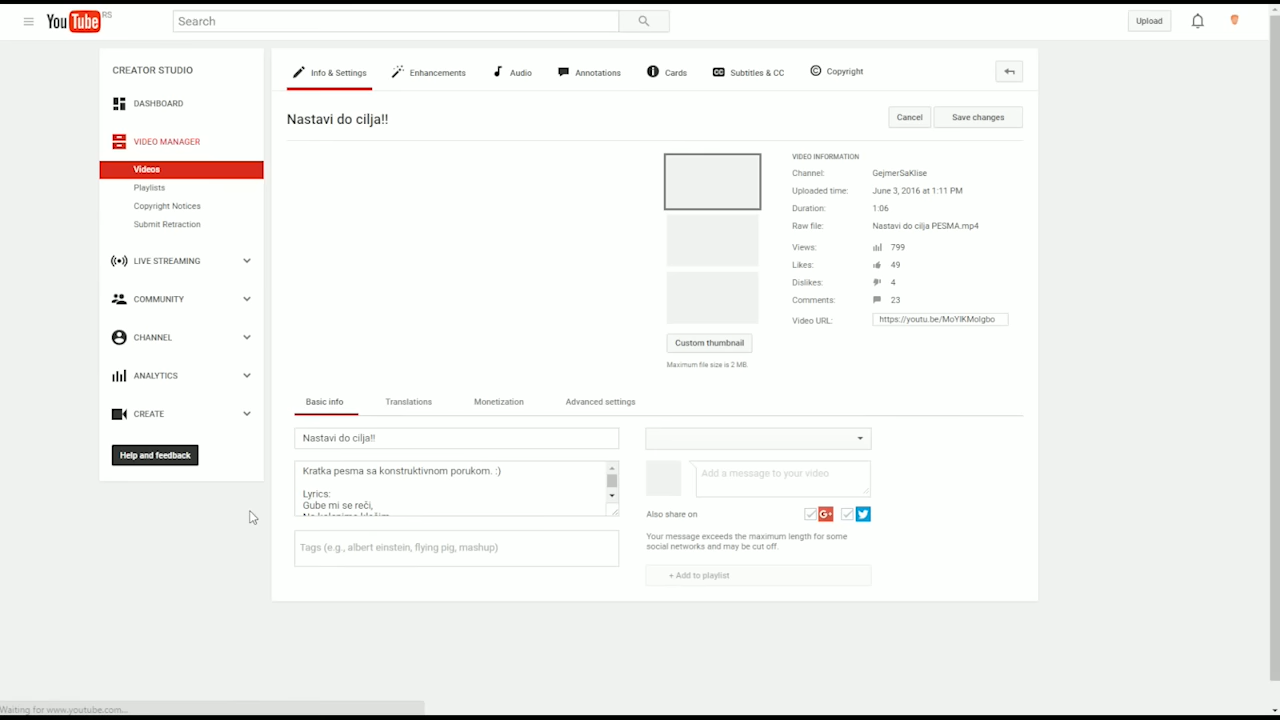 YouTube RS
Search
Upload
CREATOR STUDIO
DASHBOARD
VIDEO MANAGER
Videos
Playlists
Copyright Notices
Submit Retraction
LIVE STREAMING
COMMUNITY
CHANNEL
ANALYTICS
CREATE
Help and feedback
Info & Settings
Enhancements
Audio
Annotations
Cards
CC Subtitles & CC
© Copyright
Nastavi do cilja!!
Cancel
Save changes
VIDEO INFORMATION
Channel: GejmerSaKlise
Uploaded time: June 3, 2016 at 1:11 PM
Duration: 1:06
Raw file: Nastavi do cilja PESMA.mp4
Views: 799
Likes: 49
Dislikes: 4
Comments: 23
Video URL: https://youtu.be/MoYIKMolgbo
Custom thumbnail
Maximum file size is 2 MB.
Basic info
Translations
Monetization
Advanced settings
Nastavi do cilja!!
Kratka pesma sa konstruktivnom porukom. :)
Lyrics:
Gube mi se reči,
Tags (e.g., albert einstein, flying pig, mashup)
Add a message to your video
Also share on
G+
Your message exceeds the maximum length for some
social networks and may be cut off.
+ Add to playlist
Waiting for www.youtube.com...